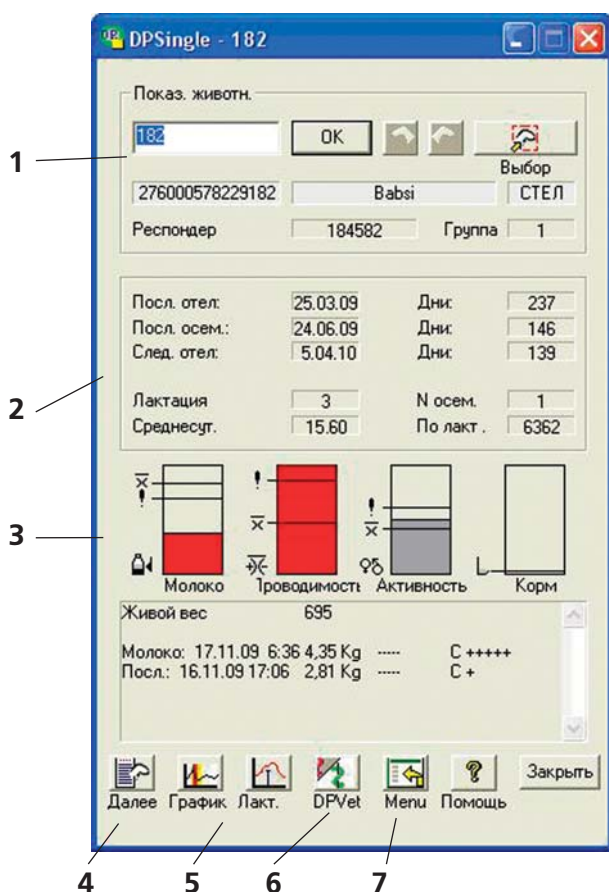 DPSingle - 182
Показ. животн.
1
182 OK
Выбор
276000578229182 Babsi СТЕЛ
Респондер 184582 Группа 1
2
Посл. отел: 25.03.09 Дни: 237
Посл. осем.: 24.06.09 Дни: 146
След. отел: 5.04.10 Дни: 139
Лактация 3 N осем. 1
Среднесут. 15.60 По лакт . 6362
3
Молоко Проводимость Активность Корм
Живой вес 695
Молоко: 17.11.09 6:36 4,35 Kg ----- C +++++
Посл.: 16.11.09 17:06 2,81 Kg ----- C +
Далее График Лакт. DPVet Menu Помощь Закрыть
4 5 6 7